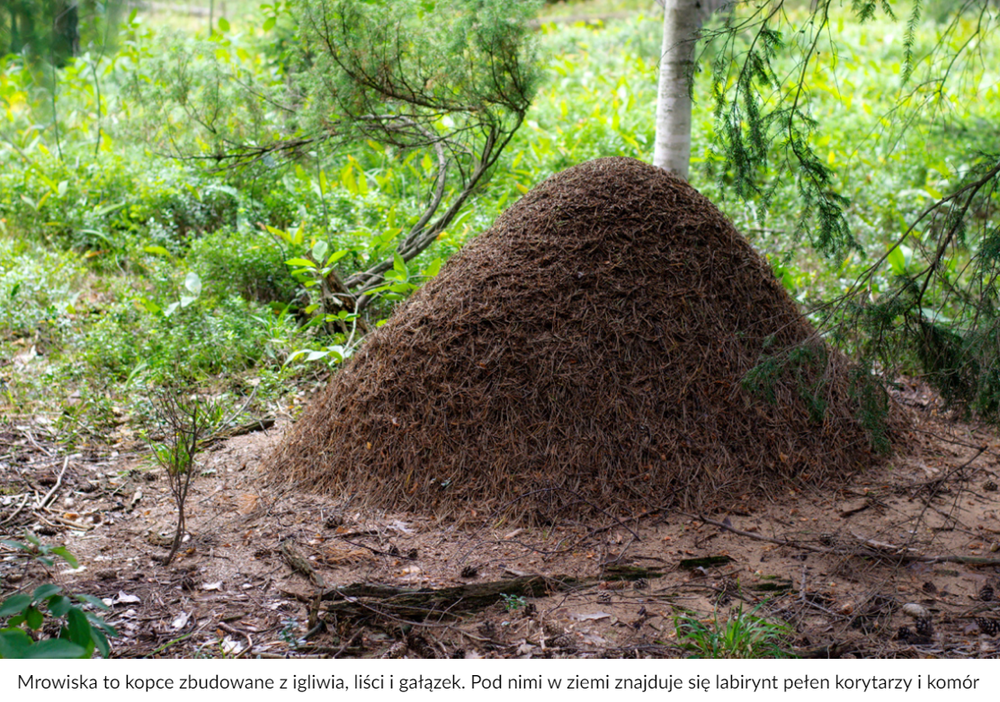 Mrowiska to kopce zbudowane z igliwia, liści i gałązek. Pod nimi w ziemi znajduje się labirynt pełen korytarzy i komór